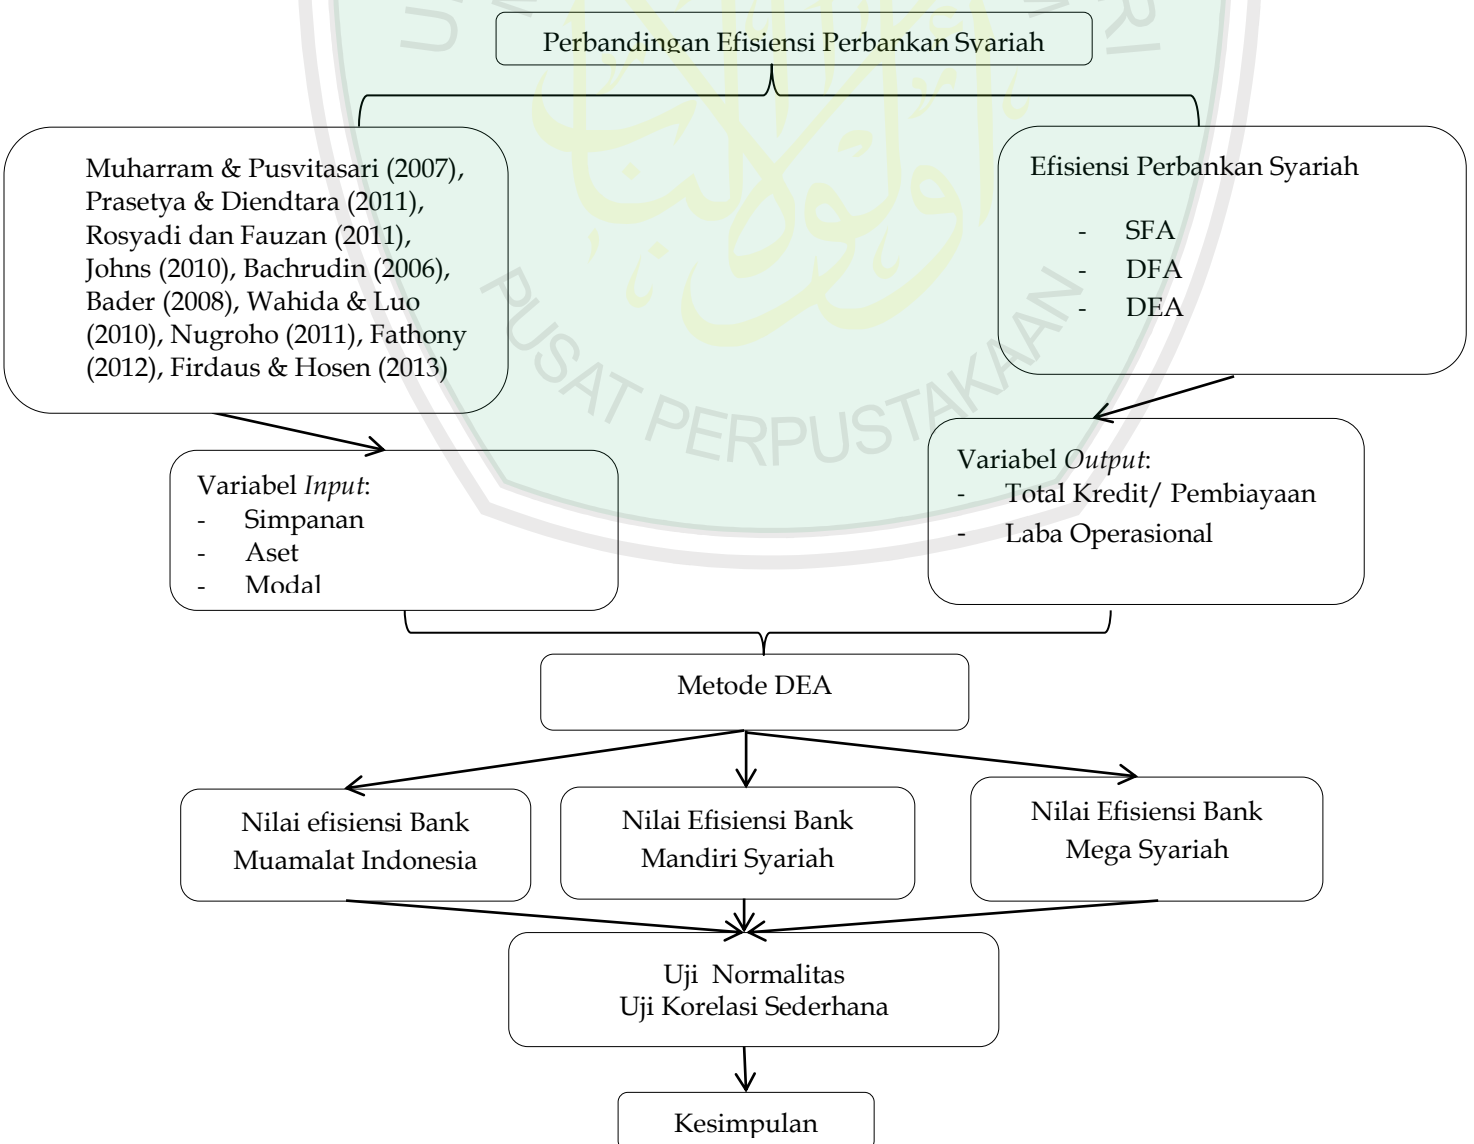 Perbandingan Efisiensi Perbankan Syariah
Muharram & Pusvitasari (2007),
Prasetya & Diendtara (2011),
Rosyadi dan Fauzan (2011),
Johns (2010), Bachrudin (2006),
Bader (2008), Wahida & Luo
(2010), Nugroho (2011), Fathony
(2012), Firdaus & Hosen (2013)
Efisiensi Perbankan Syariah
- SFA
- DFA
- DEA
PUSAT PERPUSTAKAAN
Variabel Input:
- Simpanan
- Aset
- Modal
Variabel Output:
- Total Kredit/ Pembiayaan
- Laba Operasional
Metode DEA
Nilai efisiensi Bank
Muamalat Indonesia
Nilai Efisiensi Bank
Mandiri Syariah
Nilai Efisiensi Bank
Mega Syariah
Uji Normalitas
Uji Korelasi Sederhana
Kesimpulan